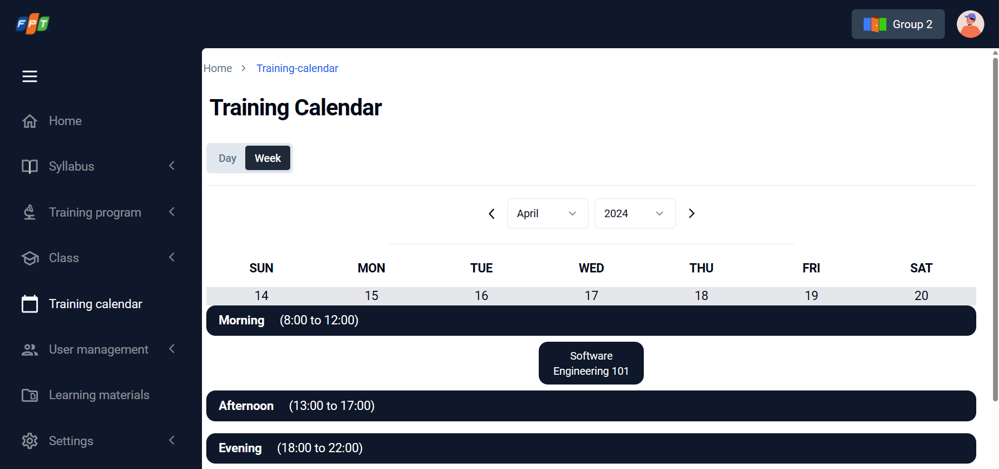 FPT
Group 2
Home > Training-calendar
Training Calendar
Day Week
April 2024
SUN MON TUE WED THU FRI SAT
14 15 16 17 18 19 20
Morning (8:00 to 12:00)
Software
Engineering 101
Afternoon (13:00 to 17:00)
Evening (18:00 to 22:00)
Home
Syllabus
Training program
Class
Training calendar
User management
Learning materials
Settings